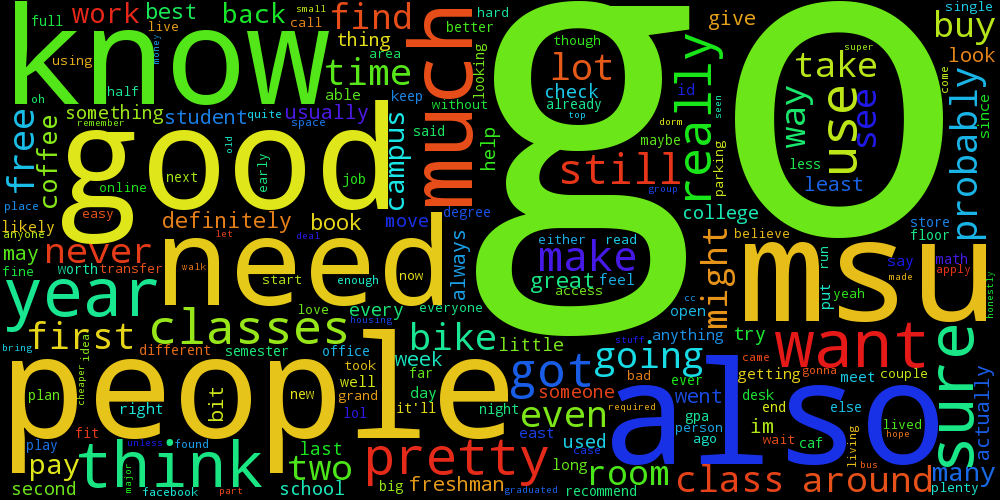 full work best back small call find hard better much give single buy
know live thing using area time looking though lot check already top really id super take way use see look come probably since
oh half something able keep without seen
free coffee remember student quite usually space campus said help maybe dorm parking less least
good next old early job still group
place online easy definitely book move degree college store floor
likely anyone let deal always either read believe
may never need make might say math
fine worth transfer walk start enough now great feel access msu run apply made
year love every everyone cc open put yeah honestly
first classes housing bike little stuff anything try want sure
bring different semester office week got going came gonna
cheaper idea took far someone bad ever went getting meet couple
people plan right bit new well grand day it'll night even required desk also actually
fit lol east used gpa person ago im end else lived hope
play unless found last case wait caf living
think two pretty long room bus
pay major school big freshman graduated recommend class around many
second facebook part plenty